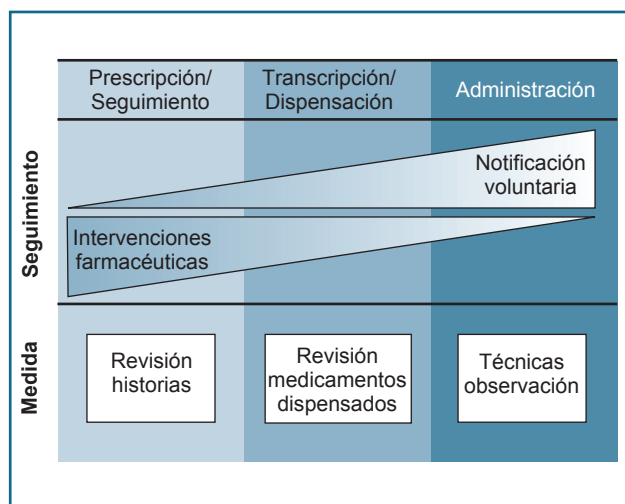 Prescripción/
Seguimiento
Transcripción/
Dispensación
Administración
Seguimiento
Notificación
voluntaria
Intervenciones
farmacéuticas
Medida
Revisión
historias
Revisión
medicamentos
dispensados
Técnicas
observación